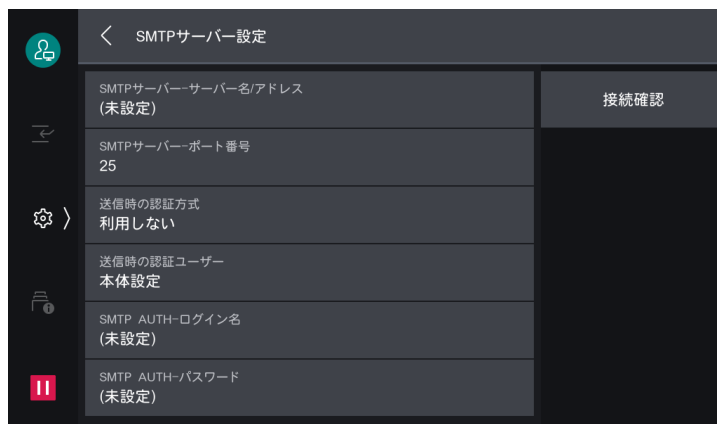 SMTPサーバー設定
SMTPサーバー-サーバー名/アドレス
(未設定)
接続確認
SMTPサーバー-ポート番号
25
送信時の認証方式
利用しない
送信時の認証ユーザー
本体設定
SMTP AUTH-ログイン名
(未設定)
SMTP AUTH-パスワード
(未設定)